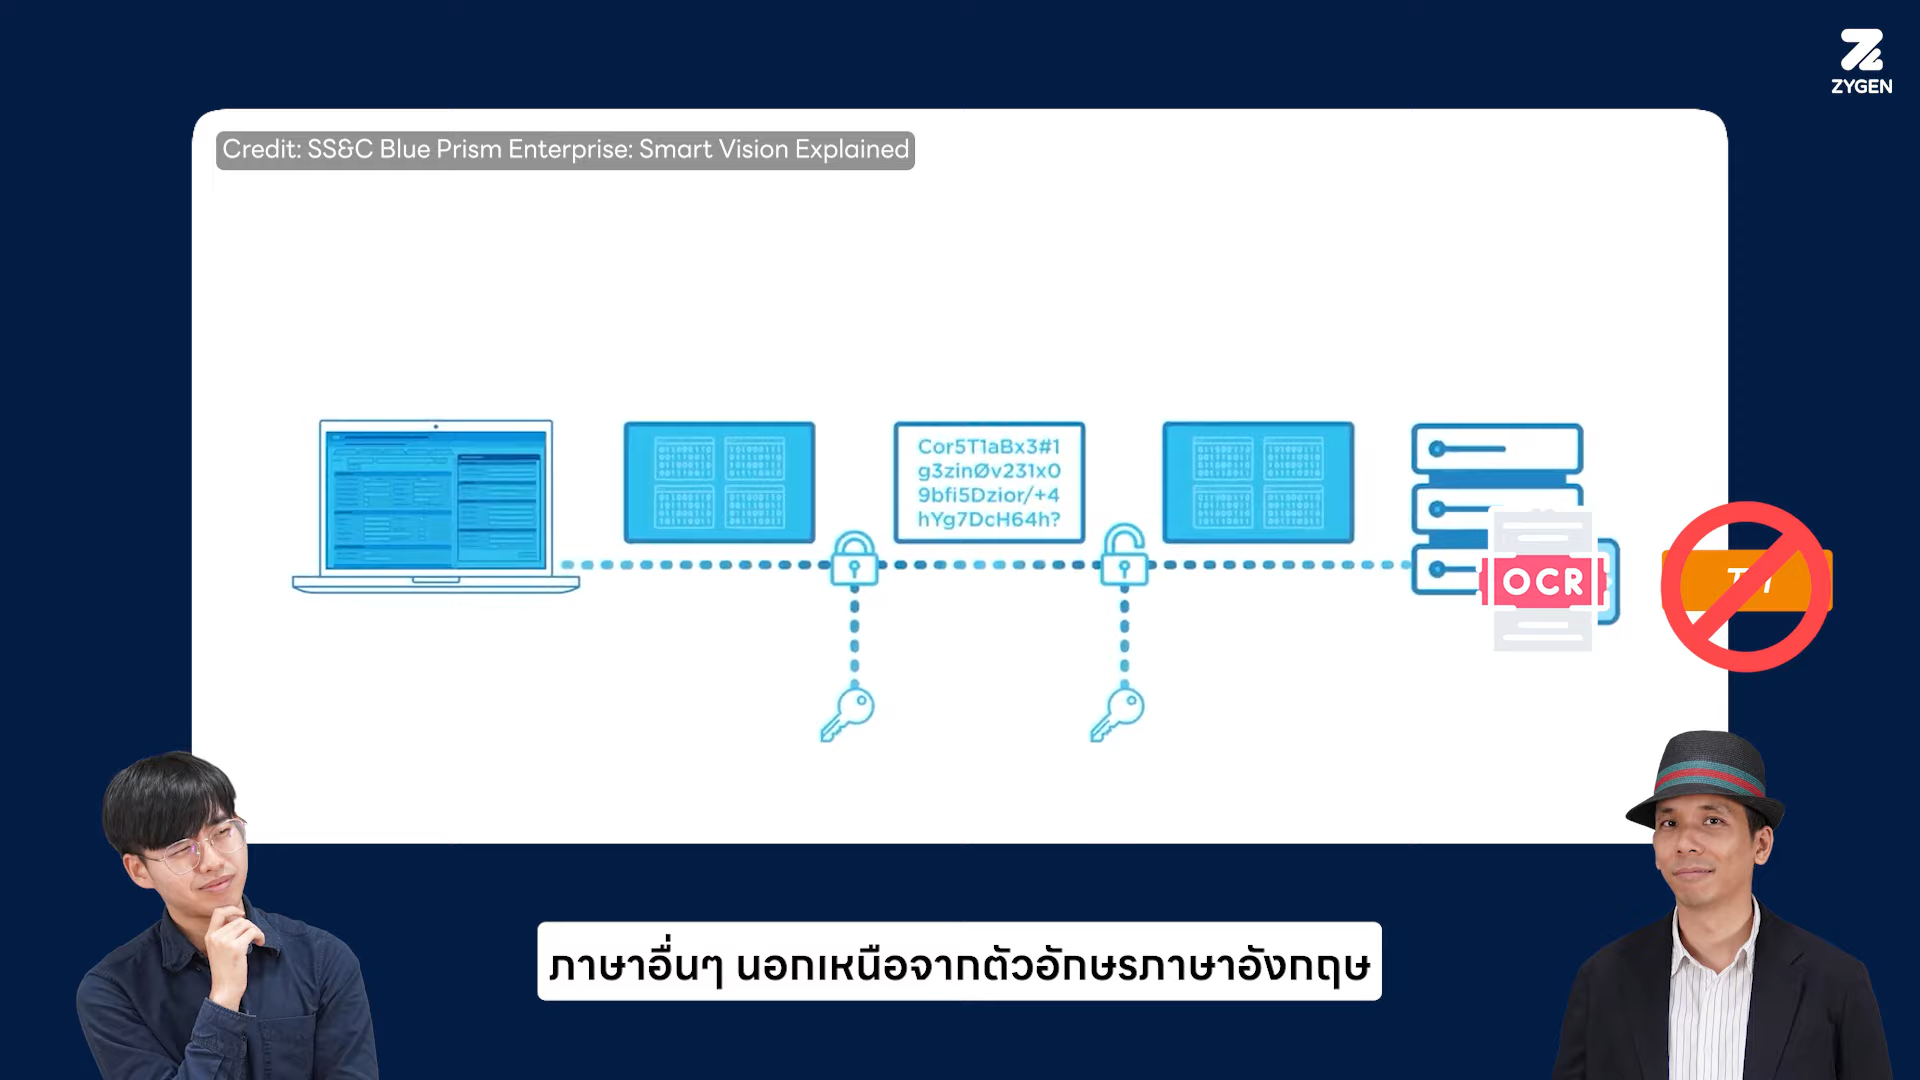 ZYGEN
Credit: SS&C Blue Prism Enterprise: Smart Vision Explained
Cor5T1aBx3#1
g3zinØv231x0
9bfi5Dzior/+4
hYg7DcH64h?
OCR
ภาษาอื่นๆ นอกเหนือจากตัวอักษรภาษาอังกฤษ